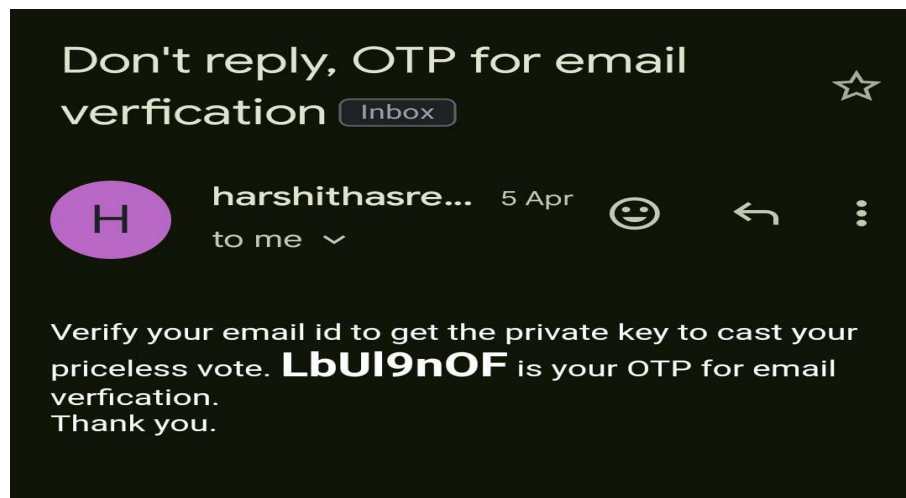 Don't reply, OTP for email
verfication Inbox
H harshithasre... 5 Apr
to me
Verify your email id to get the private key to cast your
priceless vote. LbUl9nOF is your OTP for email
verfication.
Thank you.